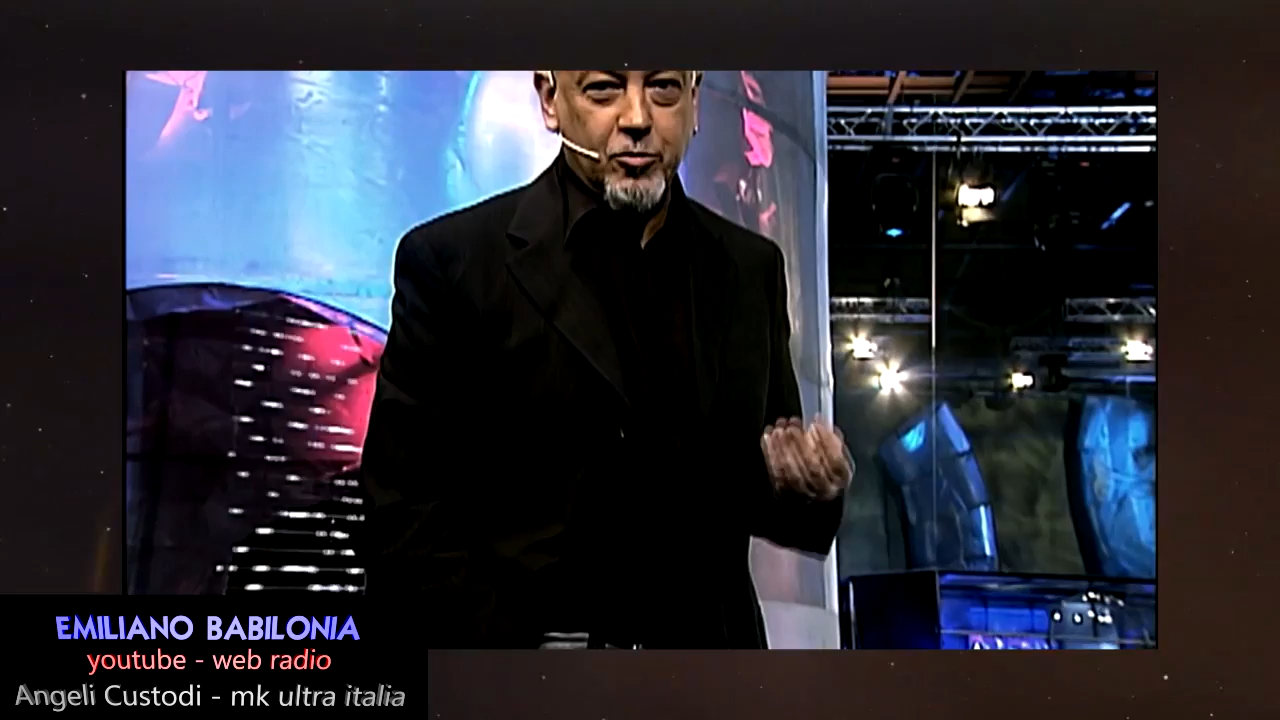 EMILIANO BABILONIA
youtube - web radio
Angeli Custodi - mk ultra italia